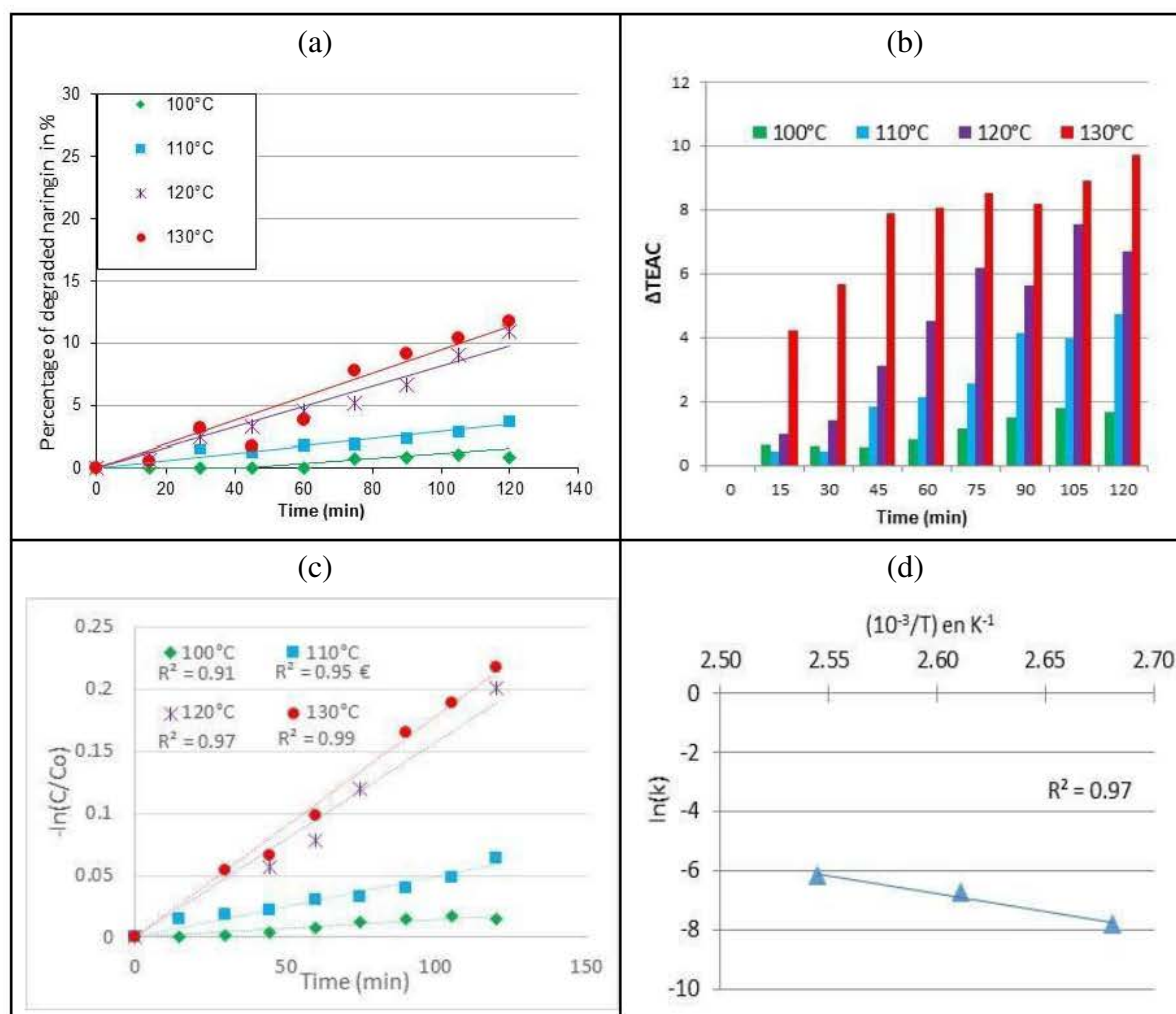 (a)
Percentage of degraded naringin in %
30
25
20
15
10
5
0
100°C
110°C
120°C
130°C
0 20 40 60 80 100 120 140
Time (min)
(b)
ΔTEAC
12
10
8
6
4
2
0
100°C 110°C 120°C 130°C
0 15 30 45 60 75 90 105 120
Time (min)
(c)
-ln(C/Co)
0.25
0.2
0.15
0.1
0.05
0
100°C 110°C
R² = 0.91 R² = 0.95 €
120°C 130°C
R² = 0.97 R² = 0.99
0 50 100 150
Time (min)
(d)
(10⁻³/T) en K⁻¹
2.50 2.55 2.60 2.65 2.70
ln(k)
0
-2
-4
-6
-8
-10
R² = 0.97